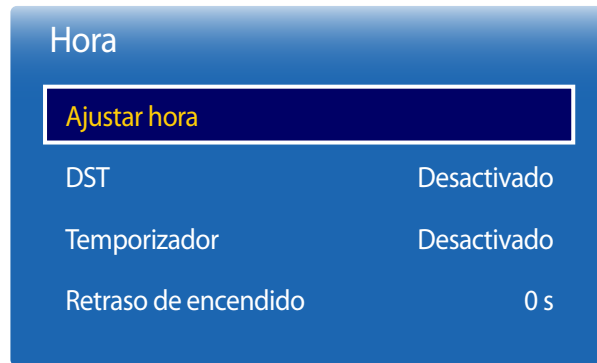 Hora
Ajustar hora
DST Desactivado
Temporizador Desactivado
Retraso de encendido 0 s